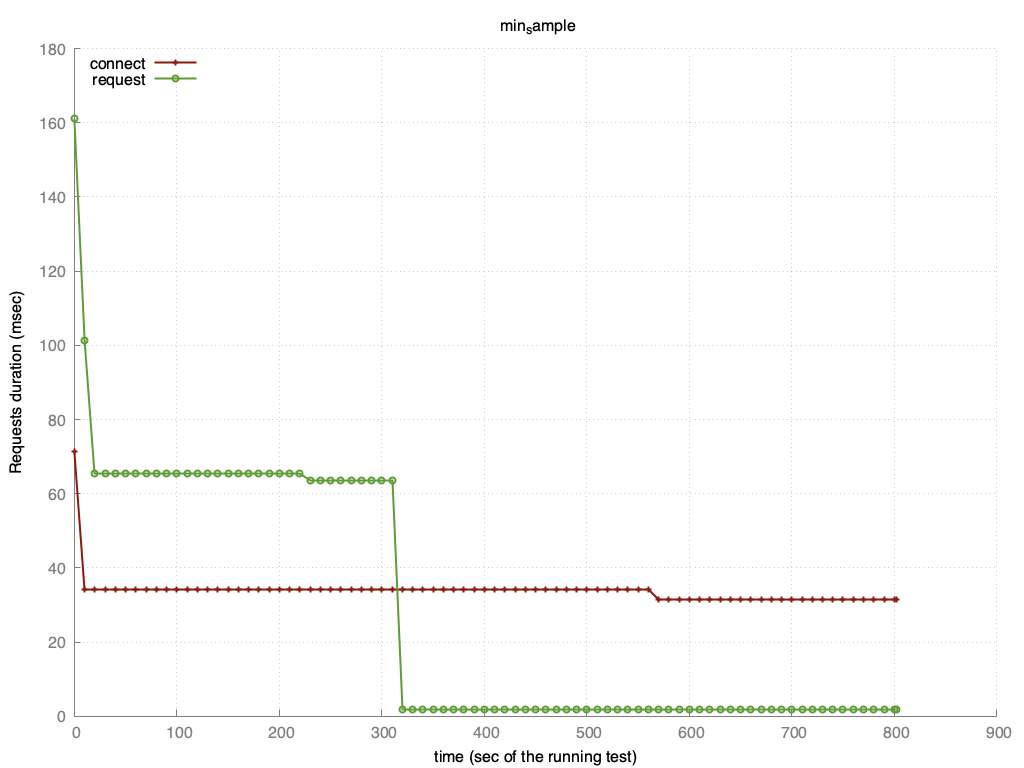 min_sample
180
connect
request
160
140
120
100
80
60
40
20
0
Requests duration (msec)
0 100 200 300 400 500 600 700 800 900
time (sec of the running test)